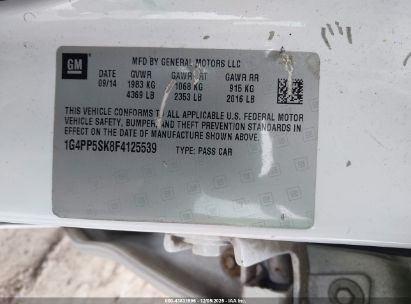 MFD BY GENERAL MOTORS LLC
GM
DATE GVWR GAWR FRT GAWR RR
09/14 1983 KG 1068 KG 915 KG
4369 LB 2353 LB 2016 LB
THIS VEHICLE CONFORMS TO ALL APPLICABLE U.S. FEDERAL MOTOR
VEHICLE SAFETY, BUMPER, AND THEFT PREVENTION STANDARDS
IN EFFECT ON THE DATE OF MANUFACTURE SHOWN ABOVE.
1G4PP5SK8F4125539 TYPE: PASS CAR